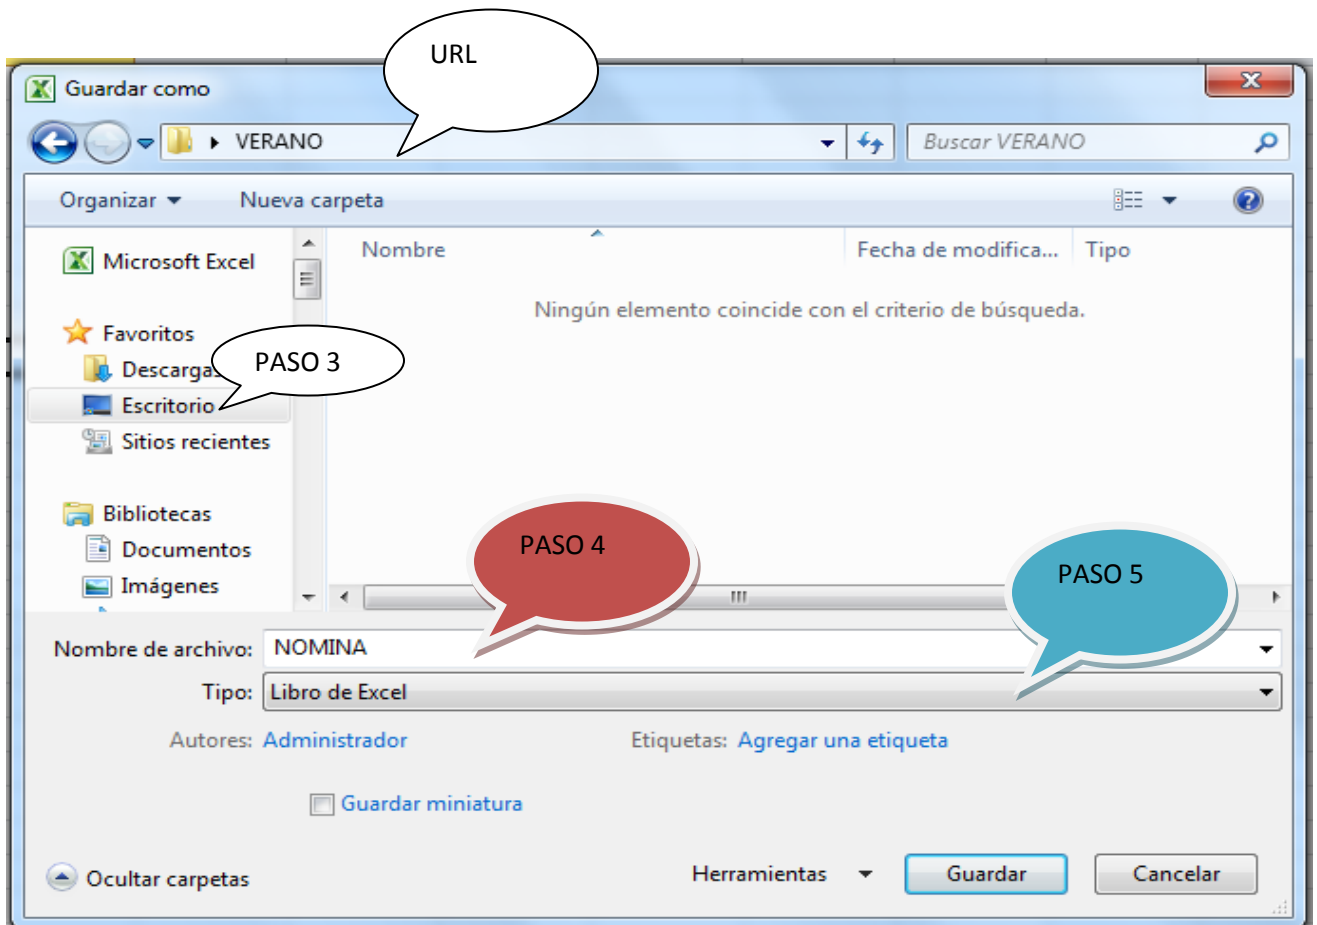 URL
Guardar como
VERANO
Buscar VERANO
Organizar
Nueva carpeta
Microsoft Excel
Nombre
Fecha de modifica...
Tipo
Ningún elemento coincide con el criterio de búsqueda.
Favoritos
PASO 3
Descargas
Escritorio
Sitios recientes
Bibliotecas
Documentos
Imágenes
PASO 4
PASO 5
Nombre de archivo: NOMINA
Tipo: Libro de Excel
Autores: Administrador
Etiquetas: Agregar una etiqueta
Guardar miniatura
Ocultar carpetas
Herramientas
Guardar
Cancelar